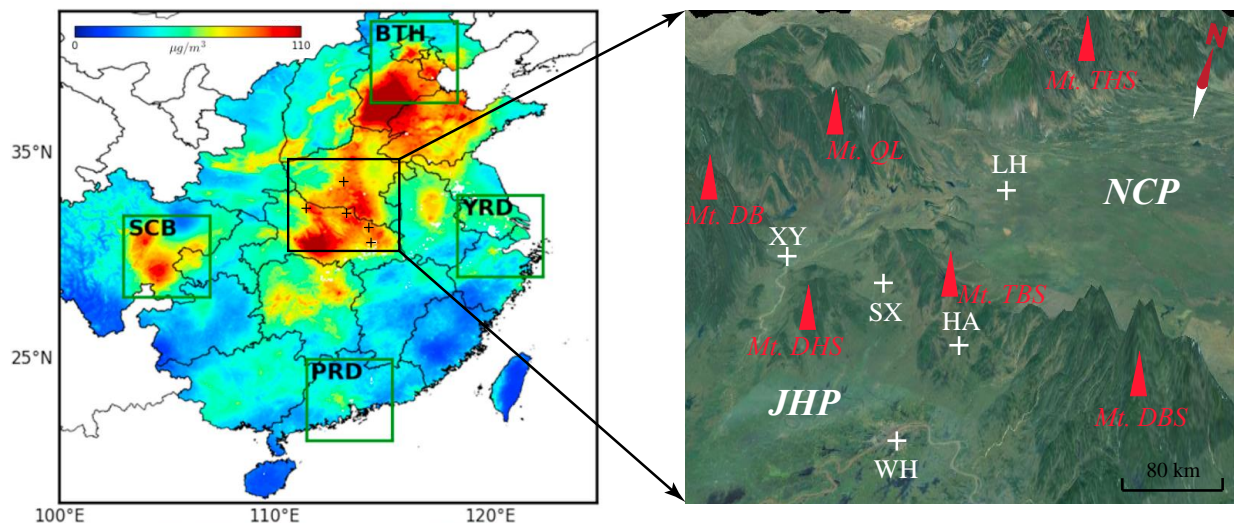 0
μg/m³
110
BTH
35°N
SCB
YRD
25°N
PRD
100°E
110°E
120°E
Mt. THS
N
Mt. QL
LH
NCP
Mt. DB
XY
SX
Mt. TBS
HA
Mt. DHS
JHP
Mt. DBS
WH
80 km